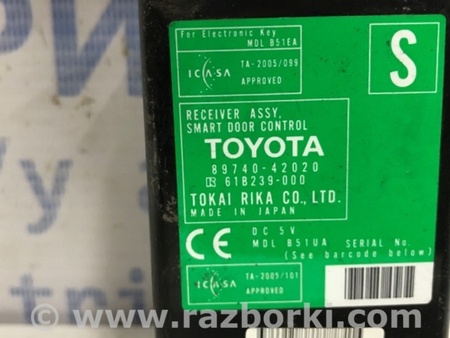 For Electronic Key
MDL B51EA
ICASA
TA-2005/099
APPROVED
S
RECEIVER ASSY,
SMART DOOR CONTROL
TOYOTA
89740-42020
61B239-000
TOKAI RIKA CO., LTD.
MADE IN JAPAN
CE
DC 5V
MDL B51UA SERIAL No.
(See barcode below)
ICASA
TA-2005/101
APPROVED
www.razborki.com